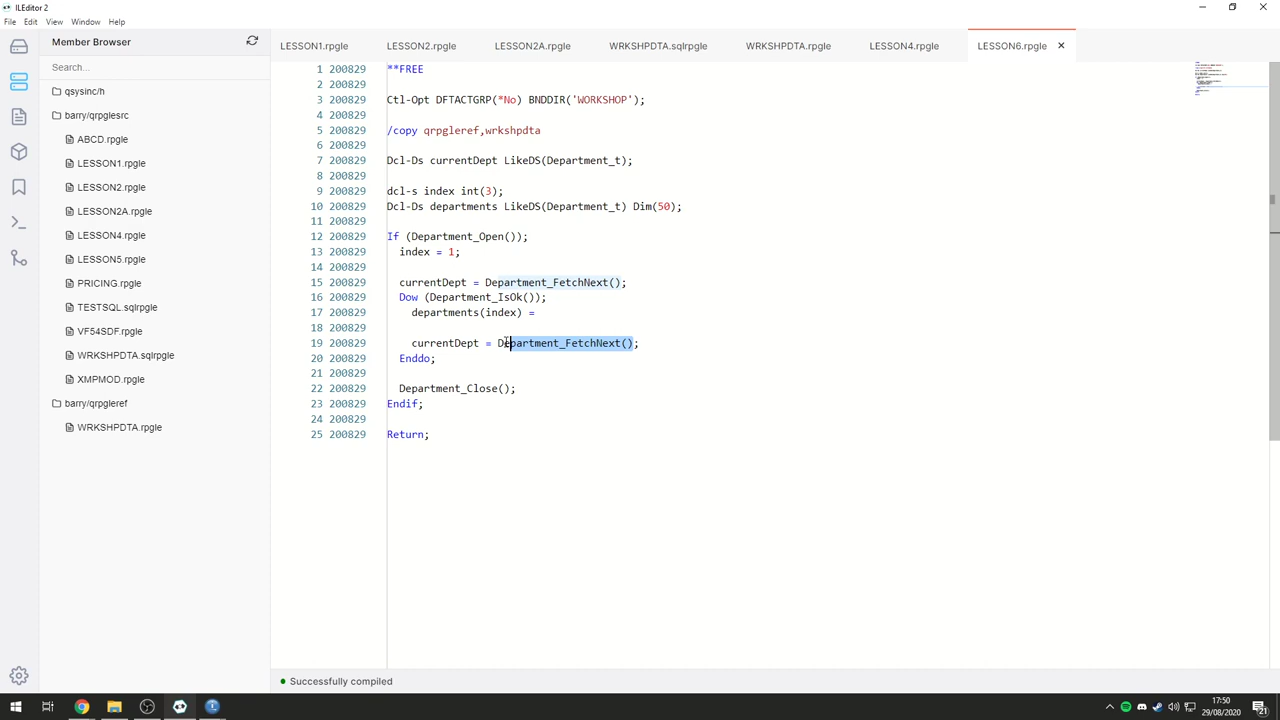 ILEditor 2
File Edit View Window Help
Member Browser
Search...
qsysinc/h
barry/qrpglesrc
ABCD.rpgle
LESSON1.rpgle
LESSON2.rpgle
LESSON2A.rpgle
LESSON4.rpgle
LESSON5.rpgle
PRICING.rpgle
TESTSQL.sqlrpgle
VF54SDF.rpgle
WRKSHPDTA.sqlrpgle
XMPMOD.rpgle
barry/qrpgleref
WRKSHPDTA.rpgle
LESSON1.rpgle LESSON2.rpgle LESSON2A.rpgle WRKSHPDTA.sqlrpgle WRKSHPDTA.rpgle LESSON4.rpgle LESSON6.rpgle
1 200829 **FREE
2 200829
3 200829 Ctl-Opt DFTACTGRP(*No) BNDDIR('WORKSHOP');
4 200829
5 200829 /copy qrpgleref,wrkshpdta
6 200829
7 200829 Dcl-Ds currentDept LikeDS(Department_t);
8 200829
9 200829 dcl-s index int(3);
10 200829 Dcl-Ds departments LikeDS(Department_t) Dim(50);
11 200829
12 200829 If (Department_Open());
13 200829 index = 1;
14 200829
15 200829 currentDept = Department_FetchNext();
16 200829 Dow (Department_IsOk());
17 200829 departments(index) =
18 200829
19 200829 currentDept = Department_FetchNext();
20 200829 Enddo;
21 200829
22 200829 Department_Close();
23 200829 Endif;
24 200829
25 200829 Return;
Successfully compiled
17:50
29/08/2020
21